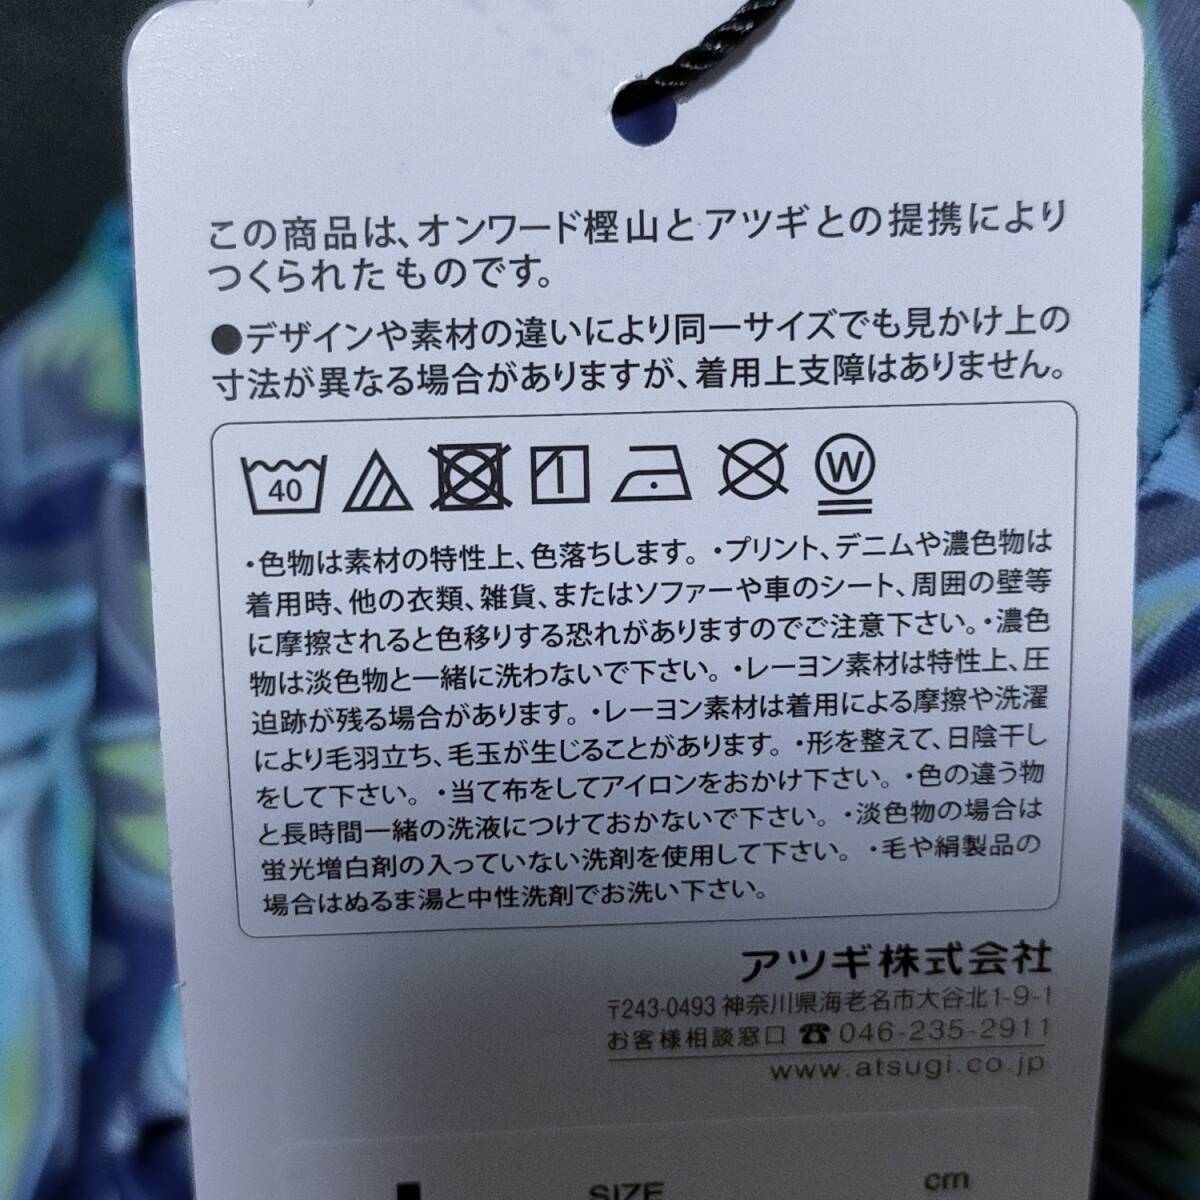 この商品は、オンワード樫山とアツギとの提携により
つくられたものです。
●デザインや素材の違いにより同一サイズでも見かけ上の
寸法が異なる場合がありますが、着用上支障はありません。
40 W
・色物は素材の特性上、色落ちします。・プリント、デニムや濃色物は
着用時、他の衣類、雑貨、またはソファーや車のシート、周囲の壁等
に摩擦されると色移りする恐れがありますのでご注意下さい。・濃色
物は淡色物と一緒に洗わないで下さい。・レーヨン素材は特性上、圧
迫跡が残る場合があります。・レーヨン素材は着用による摩擦や洗濯
により毛羽立ち、毛玉が生じることがあります。・形を整えて、日陰干し
をして下さい。・当て布をしてアイロンをおかけ下さい。・色の違う物
と長時間一緒の洗液につけておかないで下さい。・淡色物の場合は
蛍光増白剤の入っていない洗剤を使用して下さい。・毛や絹製品の
場合はぬるま湯と中性洗剤でお洗い下さい。
アツギ株式会社
〒243-0493 神奈川県海老名市大谷北1-9-1
お客様相談窓口 ☎046-235-2911
www.atsugi.co.jp
SIZE cm